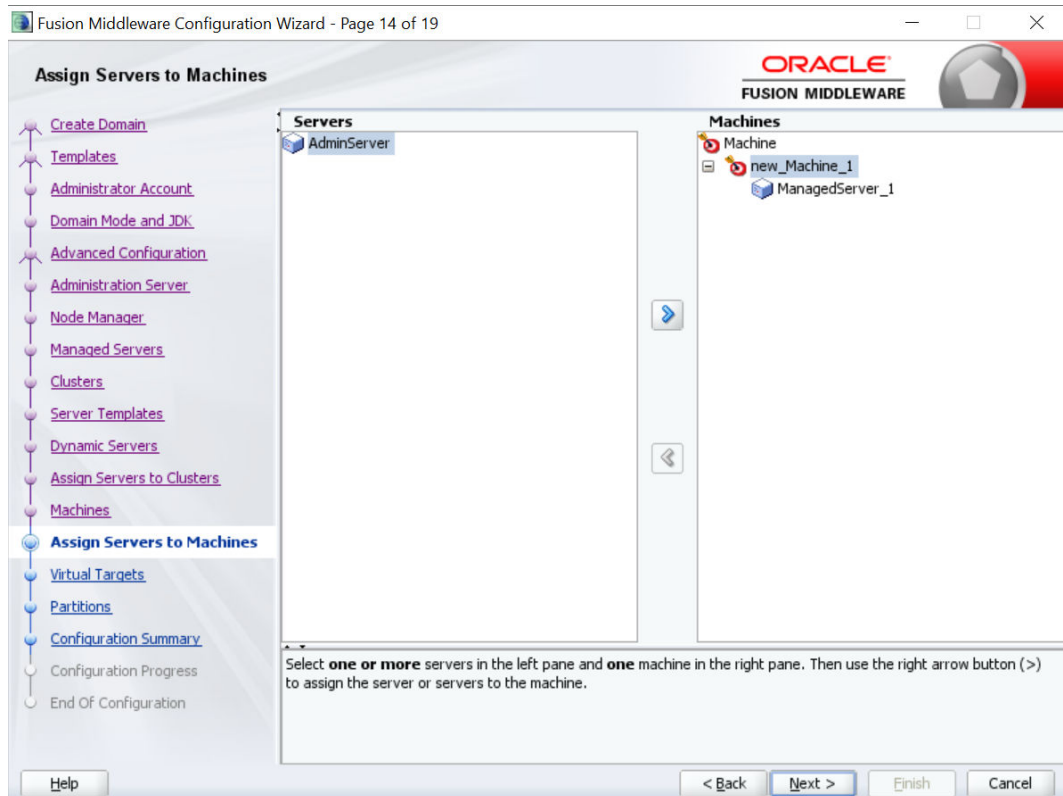 Fusion Middleware Configuration Wizard - Page 14 of 19
Assign Servers to Machines
ORACLE
FUSION MIDDLEWARE
Create Domain
Templates
Administrator Account
Domain Mode and JDK
Advanced Configuration
Administration Server
Node Manager
Managed Servers
Clusters
Server Templates
Dynamic Servers
Assign Servers to Clusters
Machines
Assign Servers to Machines
Virtual Targets
Partitions
Configuration Summary
Configuration Progress
End Of Configuration
Servers
AdminServer
Machines
Machine
new_Machine_1
ManagedServer_1
Select one or more servers in the left pane and one machine in the right pane. Then use the right arrow button (>)
to assign the server or servers to the machine.
Help
< Back
Next >
Finish
Cancel